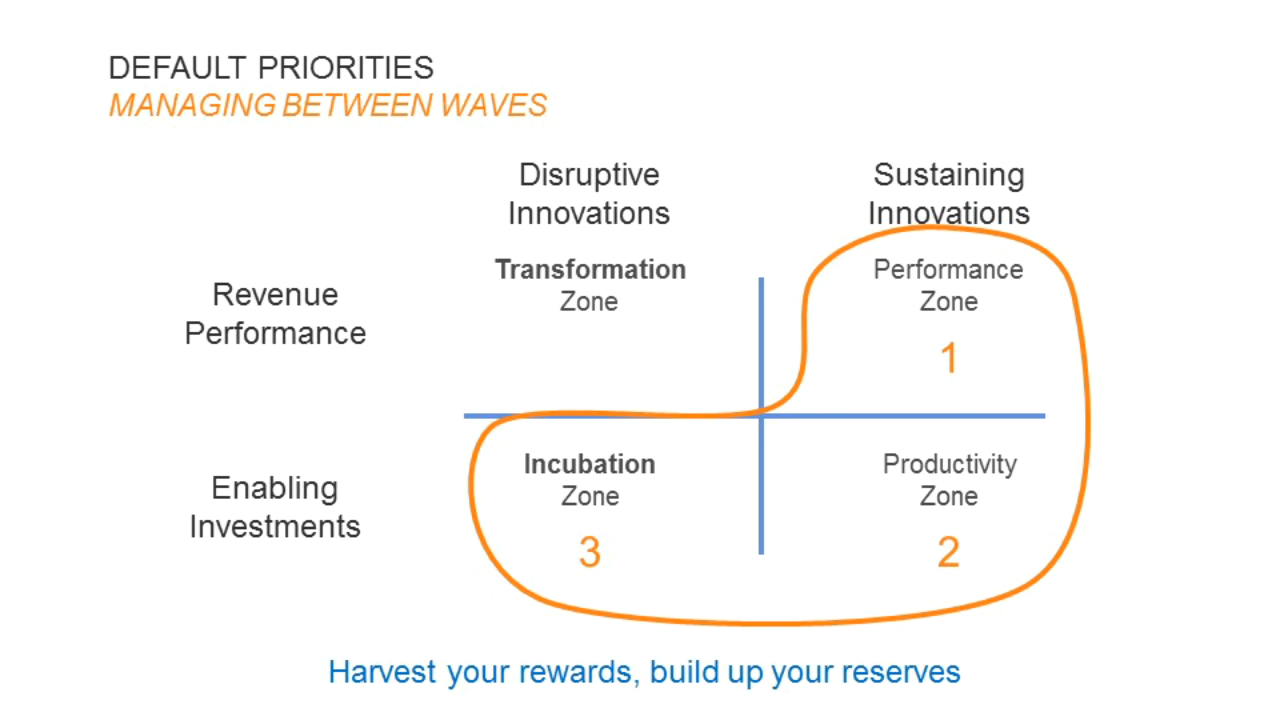 DEFAULT PRIORITIES
MANAGING BETWEEN WAVES
Disruptive
Innovations
Sustaining
Innovations
Revenue
Performance
Transformation
Zone
Performance
Zone
1
Enabling
Investments
Incubation
Zone
3
Productivity
Zone
2
Harvest your rewards, build up your reserves